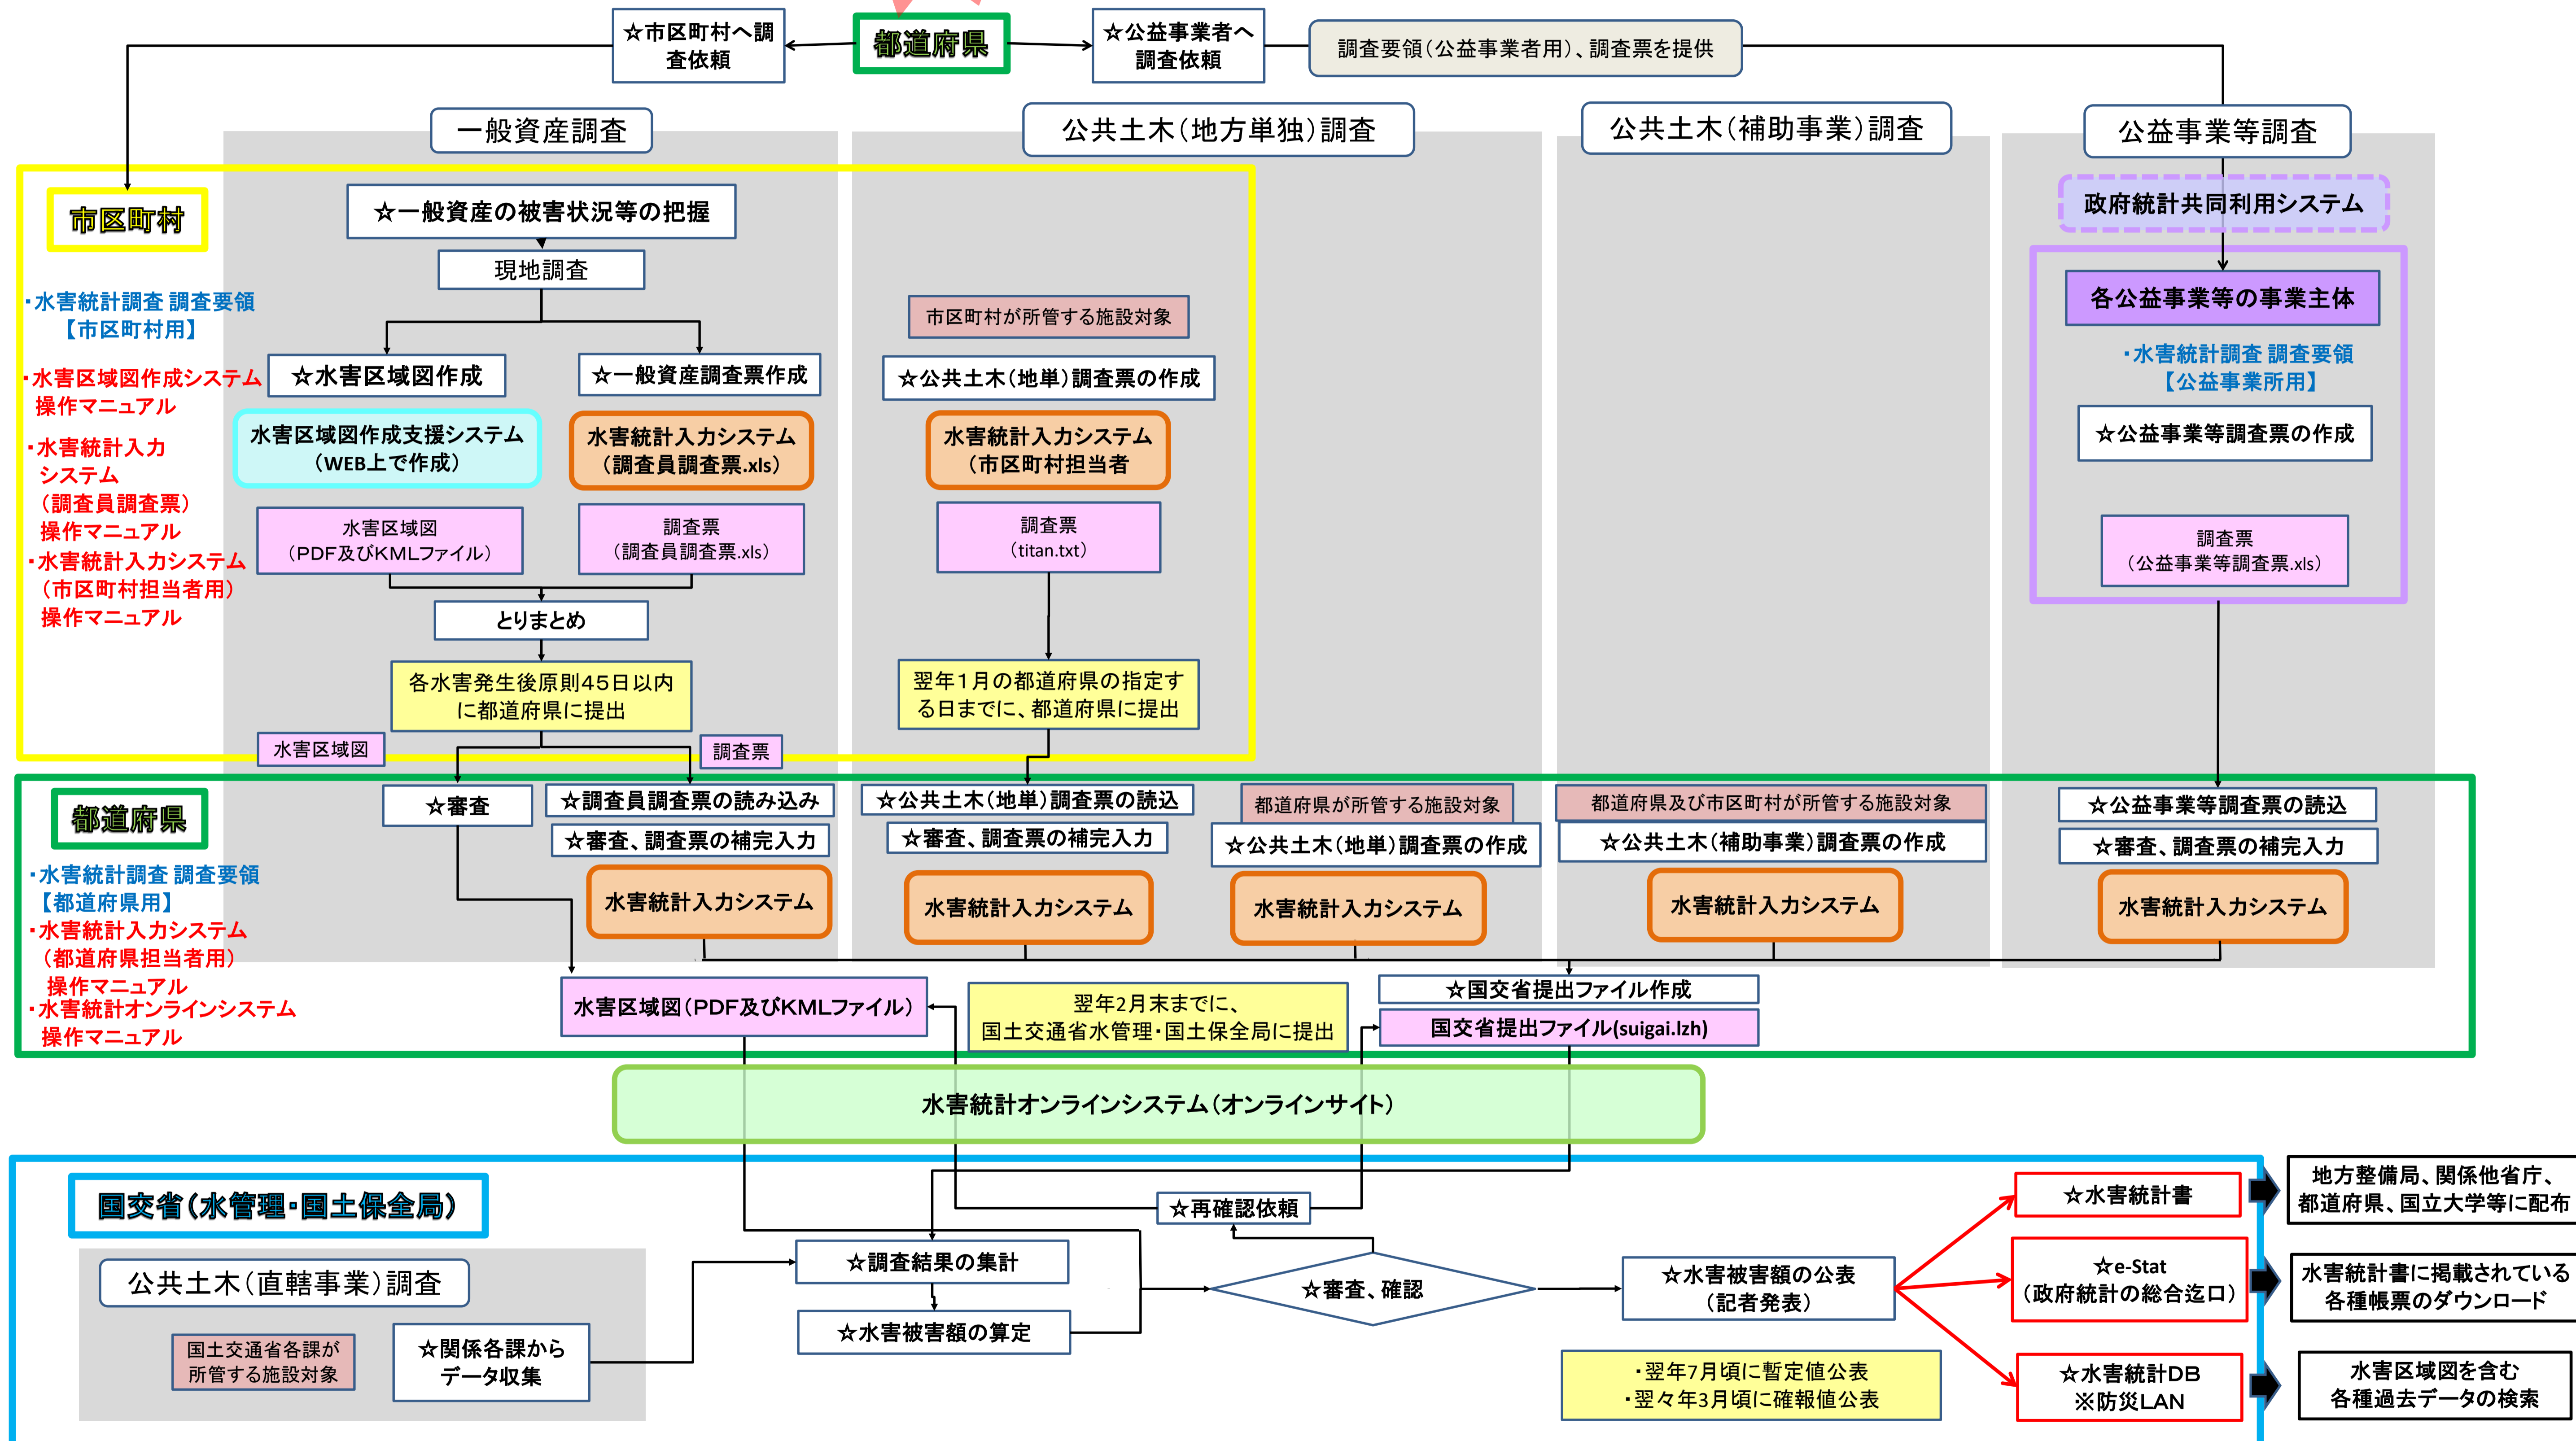 ☆市区町村へ調
査依頼
都道府県
☆公益事業者へ
調査依頼
調査要領(公益事業者用)、調査票を提供
一般資産調査
公共土木(地方単独)調査
公共土木(補助事業)調査
公益事業等調査
市区町村
・水害統計調査 調査要領
【市区町村用】
・水害区域図作成システム
操作マニュアル
・水害統計入力
システム
(調査員調査票)
操作マニュアル
・水害統計入力システム
(市区町村担当者用)
操作マニュアル
☆一般資産の被害状況等の把握
現地調査
☆水害区域図作成
☆一般資産調査票作成
水害区域図作成支援システム
(WEB上で作成)
水害統計入力システム
(調査員調査票.xls)
水害区域図
(PDF及びKMLファイル)
調査票
(調査員調査票.xls)
とりまとめ
各水害発生後原則45日以内
に都道府県に提出
水害区域図
調査票
市区町村が所管する施設対象
☆公共土木(地単)調査票の作成
水害統計入力システム
(市区町村担当者
調査票
(titan.txt)
翌年1月の都道府県の指定す
る日までに、都道府県に提出
政府統計共同利用システム
各公益事業等の事業主体
・水害統計調査 調査要領
【公益事業所用】
☆公益事業等調査票の作成
調査票
(公益事業等調査票.xls)
都道府県
・水害統計調査 調査要領
【都道府県用】
・水害統計入力システム
(都道府県担当者用)
操作マニュアル
・水害統計オンラインシステム
操作マニュアル
☆審査
☆調査員調査票の読み込み
☆審査、調査票の補完入力
水害統計入力システム
☆公共土木(地単)調査票の読込
☆審査、調査票の補完入力
水害統計入力システム
都道府県が所管する施設対象
☆公共土木(地単)調査票の作成
水害統計入力システム
都道府県及び市区町村が所管する施設対象
☆公共土木(補助事業)調査票の作成
水害統計入力システム
☆公益事業等調査票の読込
☆審査、調査票の補完入力
水害統計入力システム
水害区域図(PDF及びKMLファイル)
翌年2月末までに、
国土交通省水管理・国土保全局に提出
☆国交省提出ファイル作成
国交省提出ファイル(suigai.lzh)
水害統計オンラインシステム(オンラインサイト)
国交省(水管理・国土保全局)
公共土木(直轄事業)調査
国土交通省各課が
所管する施設対象
☆関係各課から
データ収集
☆調査結果の集計
☆水害被害額の算定
☆再確認依頼
☆審査、確認
☆水害被害額の公表
(記者発表)
・翌年7月頃に暫定値公表
・翌々年3月頃に確報値公表
☆水害統計書
☆e-Stat
(政府統計の総合迄口)
☆水害統計DB
※防災LAN
地方整備局、関係他省庁、
都道府県、国立大学等に配布
水害統計書に掲載されている
各種帳票のダウンロード
水害区域図を含む
各種過去データの検索